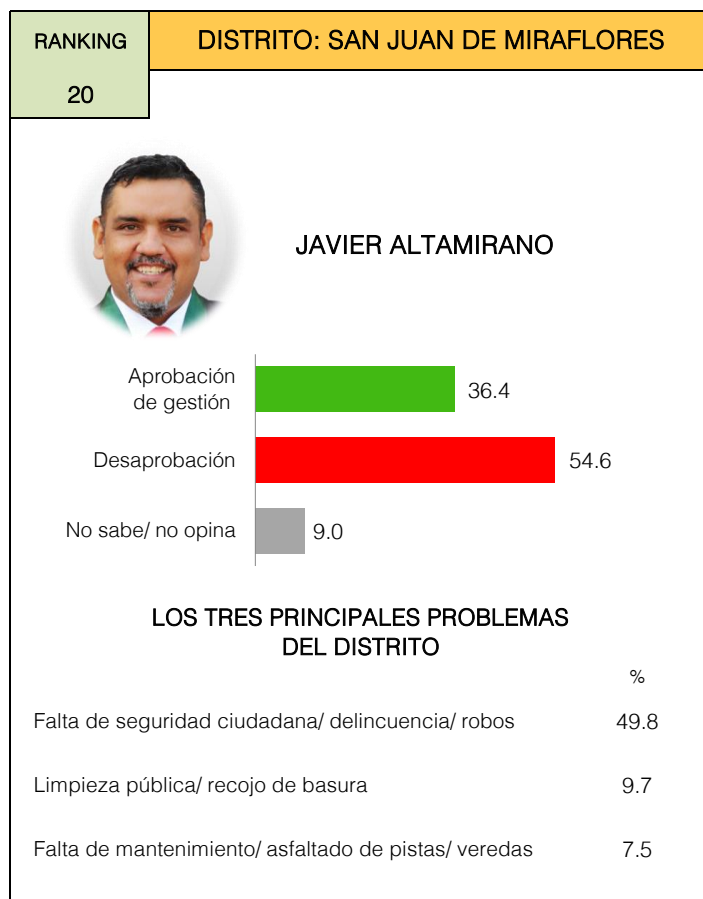 RANKING
20
DISTRITO: SAN JUAN DE MIRAFLORES
JAVIER ALTAMIRANO
Aprobación
de gestión
36.4
Desaprobación
54.6
No sabe/ no opina
9.0
LOS TRES PRINCIPALES PROBLEMAS
DEL DISTRITO
%
Falta de seguridad ciudadana/ delincuencia/ robos 49.8
Limpieza pública/ recojo de basura 9.7
Falta de mantenimiento/ asfaltado de pistas/ veredas 7.5